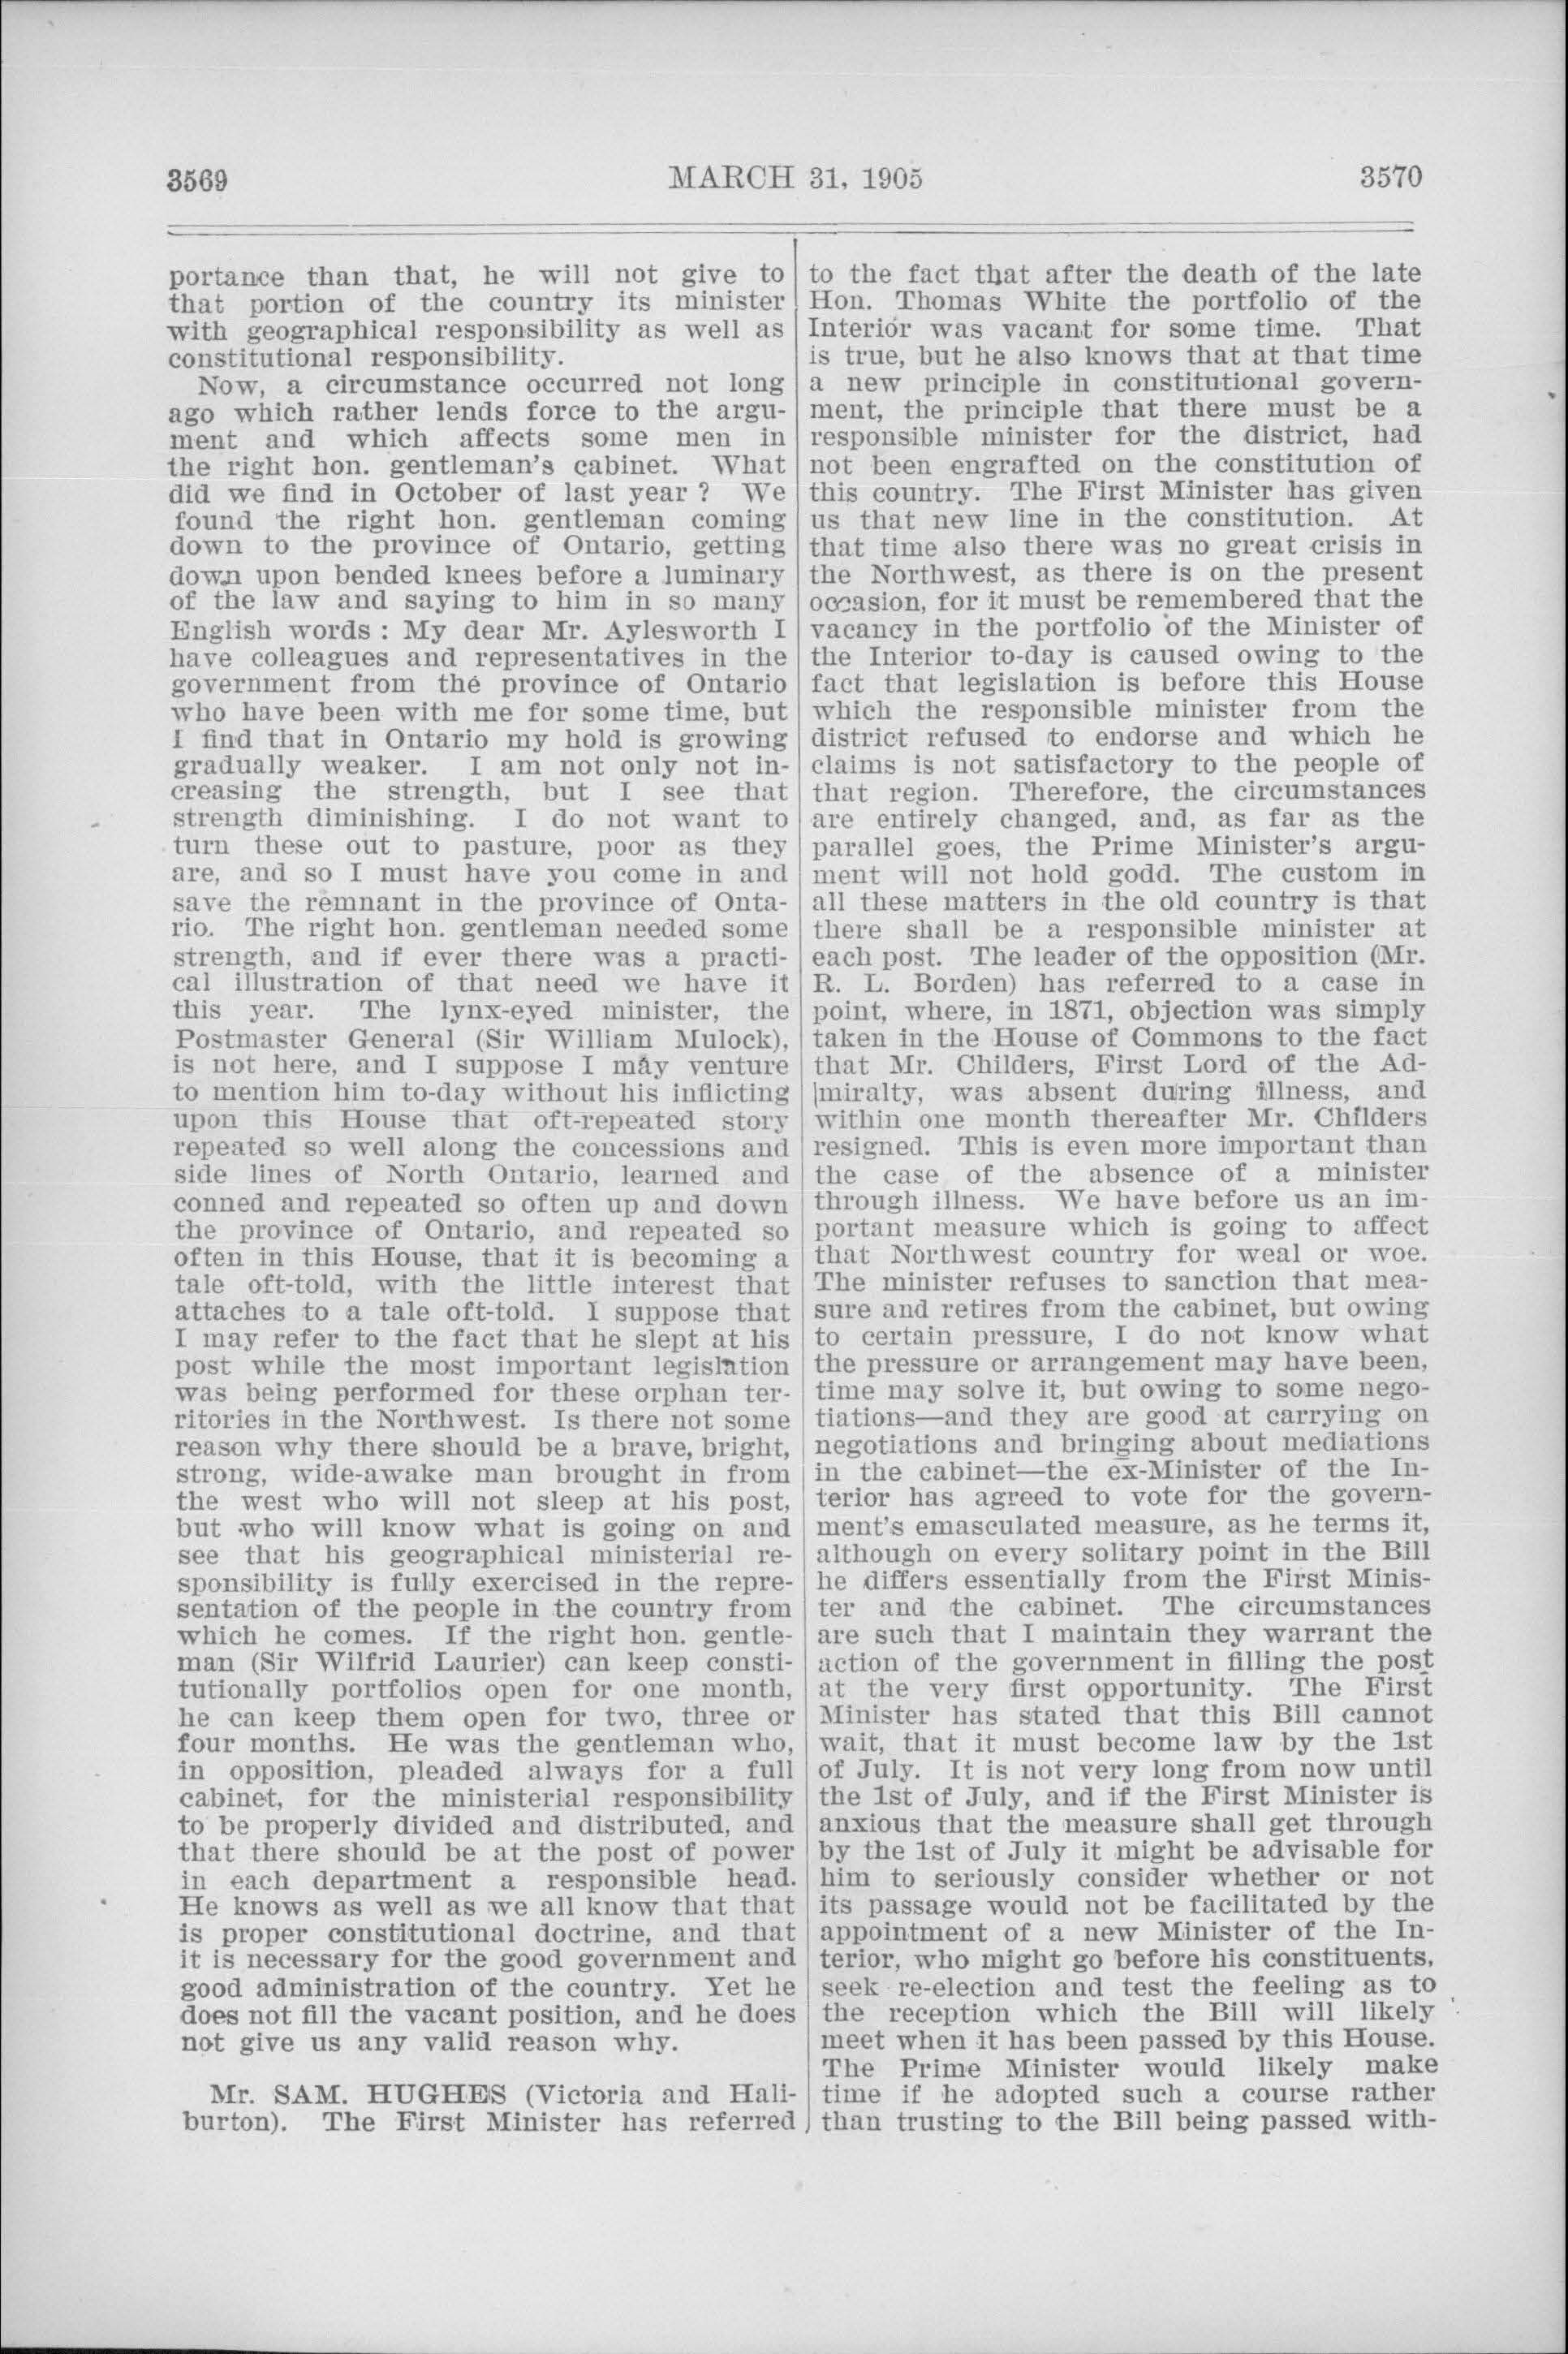 3569
MARCH 31, 1905
3570
portance than that, he will not give to
that portion of the country its minister
with geographical responsibility as well as
constitutional responsibility.
Now, a circumstance occurred not long
ago which rather lends force to the argu-
ment and which affects some men in
the right hon. gentleman's cabinet. What
did we find in October of last year ? We
found the right hon. gentleman coming
down to the province of Ontario, getting
down upon bended knees before a luminary
of the law and saying to him in so many
English words : My dear Mr. Aylesworth I
have colleagues and representatives in the
government from the province of Ontario
who have been with me for some time, but
I find that in Ontario my hold is growing
gradually weaker. I am not only not in-
creasing the strength, but I see that
strength diminishing. I do not want to
turn these out to pasture, poor as they
are, and so I must have you come in and
save the remnant in the province of Onta-
rio. The right hon. gentleman needed some
strength, and if ever there was a practi-
cal illustration of that need we have it
this year. The lynx-eyed minister, the
Postmaster General (Sir William Mulock),
is not here, and I suppose I may venture
to mention him to-day without his inflicting
upon this House that oft-repeated story
repeated so well along the concessions and
side lines of North Ontario, learned and
conned and repeated so often up and down
the province of Ontario, and repeated so
often in this House, that it is becoming a
tale oft-told, with the little interest that
attaches to a tale oft-told. I suppose that
I may refer to the fact that he slept at his
post while the most important legislation
was being performed for these orphan ter-
ritories in the Northwest. Is there not some
reason why there should be a brave, bright,
strong, wide-awake man brought in from
the west who will not sleep at his post,
but who will know what is going on and
see that his geographical ministerial re-
sponsibility is fully exercised in the repre-
sentation of the people in the country from
which he comes. If the right hon. gentle-
man (Sir Wilfrid Laurier) can keep consti-
tutionally portfolios open for one month,
he can keep them open for two, three or
four months. He was the gentleman who,
in opposition, pleaded always for a full
cabinet, for the ministerial responsibility
to be properly divided and distributed, and
that there should be at the post of power
in each department a responsible head.
He knows as well as we all know that that
is proper constitutional doctrine, and that
it is necessary for the good government and
good administration of the country. Yet he
does not fill the vacant position, and he does
not give us any valid reason why.
Mr. SAM. HUGHES (Victoria and Hali-
burton). The First Minister has referred
to the fact that after the death of the late
Hon. Thomas White the portfolio of the
Interior was vacant for some time. That
is true, but he also knows that at that time
a new principle in constitutional govern-
ment, the principle that there must be a
responsible minister for the district, had
not been engrafted on the constitution of
this country. The First Minister has given
us that new line in the constitution. At
that time also there was no great crisis in
the Northwest, as there is on the present
occasion, for it must be remembered that the
vacancy in the portfolio of the Minister of
the Interior to-day is caused owing to the
fact that legislation is before this House
which the responsible minister from the
district refused to endorse and which he
claims is not satisfactory to the people of
that region. Therefore, the circumstances
are entirely changed, and, as far as the
parallel goes, the Prime Minister's argu-
ment will not hold godd. The custom in
all these matters in the old country is that
there shall be a responsible minister at
each post. The leader of the opposition (Mr.
R. L. Borden) has referred to a case in
point, where, in 1871, objection was simply
taken in the House of Commons to the fact
that Mr. Childers, First Lord of the Ad-
miralty, was absent during illness, and
within one month thereafter Mr. Childers
resigned. This is even more important than
the case of the absence of a minister
through illness. We have before us an im-
portant measure which is going to affect
that Northwest country for weal or woe.
The minister refuses to sanction that mea-
sure and retires from the cabinet, but owing
to certain pressure, I do not know what
the pressure or arrangement may have been,
time may solve it, but owing to some nego-
tiations—and they are good at carrying on
negotiations and bringing about mediations
in the cabinet—the ex-Minister of the In-
terior has agreed to vote for the govern-
ment's emasculated measure, as he terms it,
although on every solitary point in the Bill
he differs essentially from the First Minis-
ter and the cabinet. The circumstances
are such that I maintain they warrant the
action of the government in filling the post
at the very first opportunity. The First
Minister has stated that this Bill cannot
wait, that it must become law by the 1st
of July. It is not very long from now until
the 1st of July, and if the First Minister is
anxious that the measure shall get through
by the 1st of July it might be advisable for
him to seriously consider whether or not
its passage would not be facilitated by the
appointment of a new Minister of the In-
terior, who might go before his constituents,
seek re-election and test the feeling as to
the reception which the Bill will likely
meet when it has been passed by this House.
The Prime Minister would likely make
time if he adopted such a course rather
than trusting to the Bill being passed with-